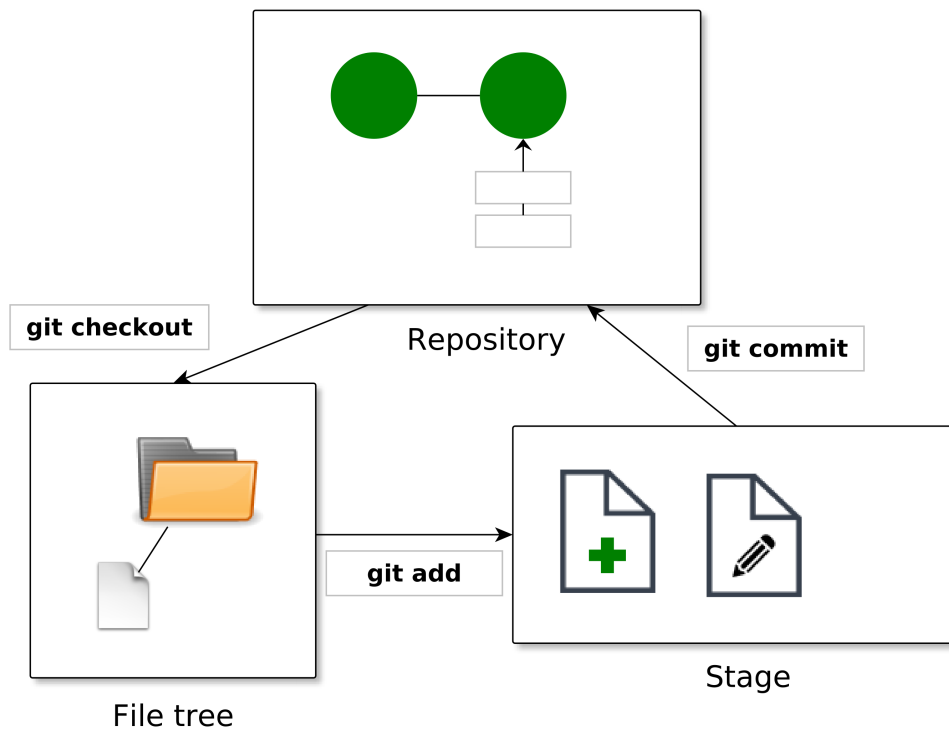 git checkout
Repository
git commit
git add
Stage
File tree